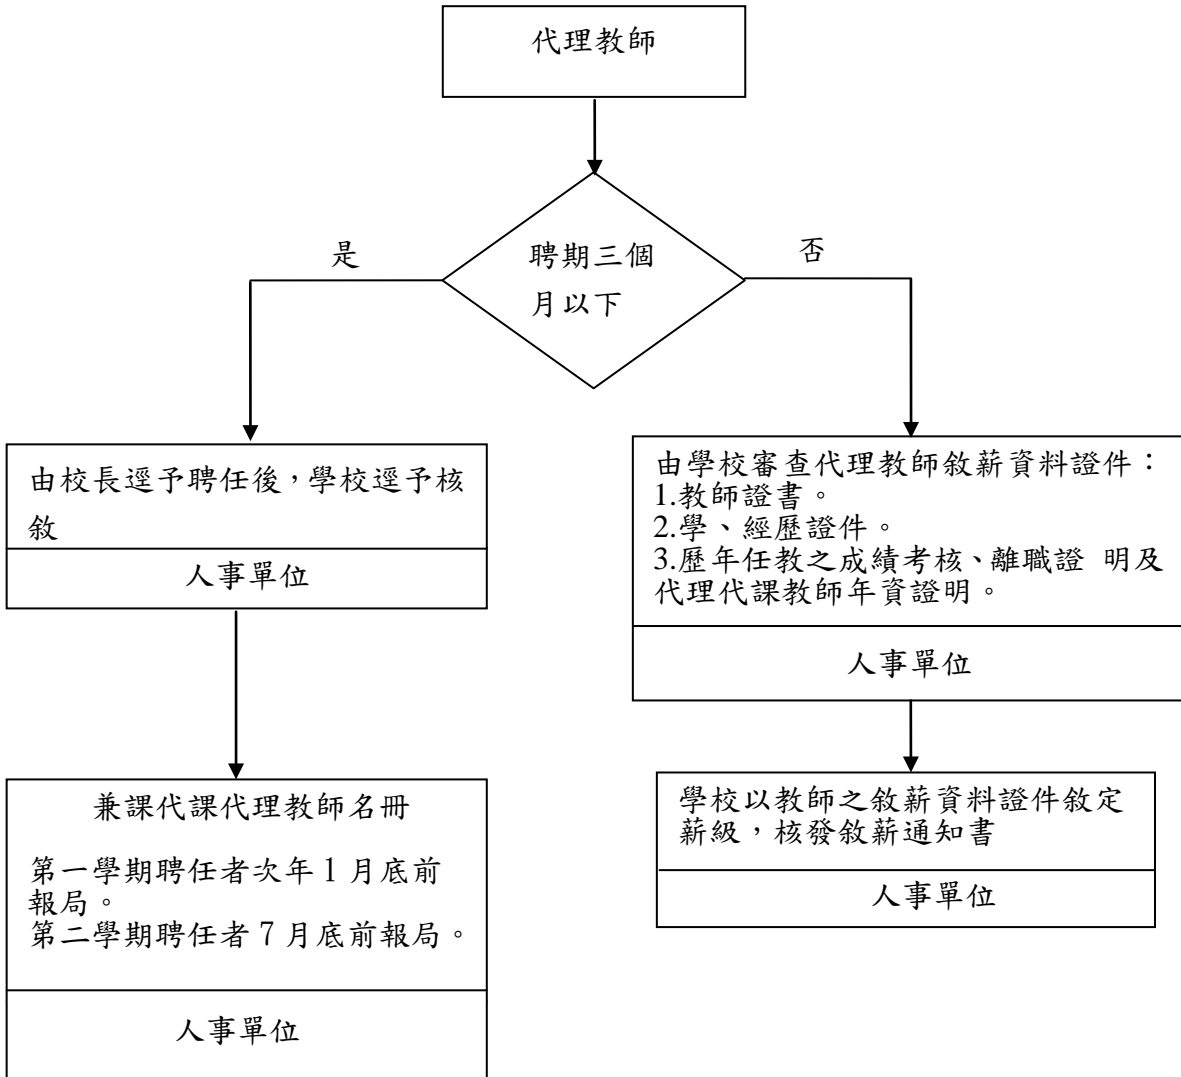 代理教師
聘期三個
月以下
是
否
由校長逕予聘任後，學校逕予核
敘
人事單位
由學校審查代理教師敘薪資料證件：
1.教師證書。
2.學、經歷證件。
3.歷年任教之成績考核、離職證 明及
代理代課教師年資證明。
人事單位
兼課代課代理教師名冊
第一學期聘任者次年 1 月底前
報局。
第二學期聘任者 7 月底前報局。
人事單位
學校以教師之敘薪資料證件敘定
薪級，核發敘薪通知書
人事單位